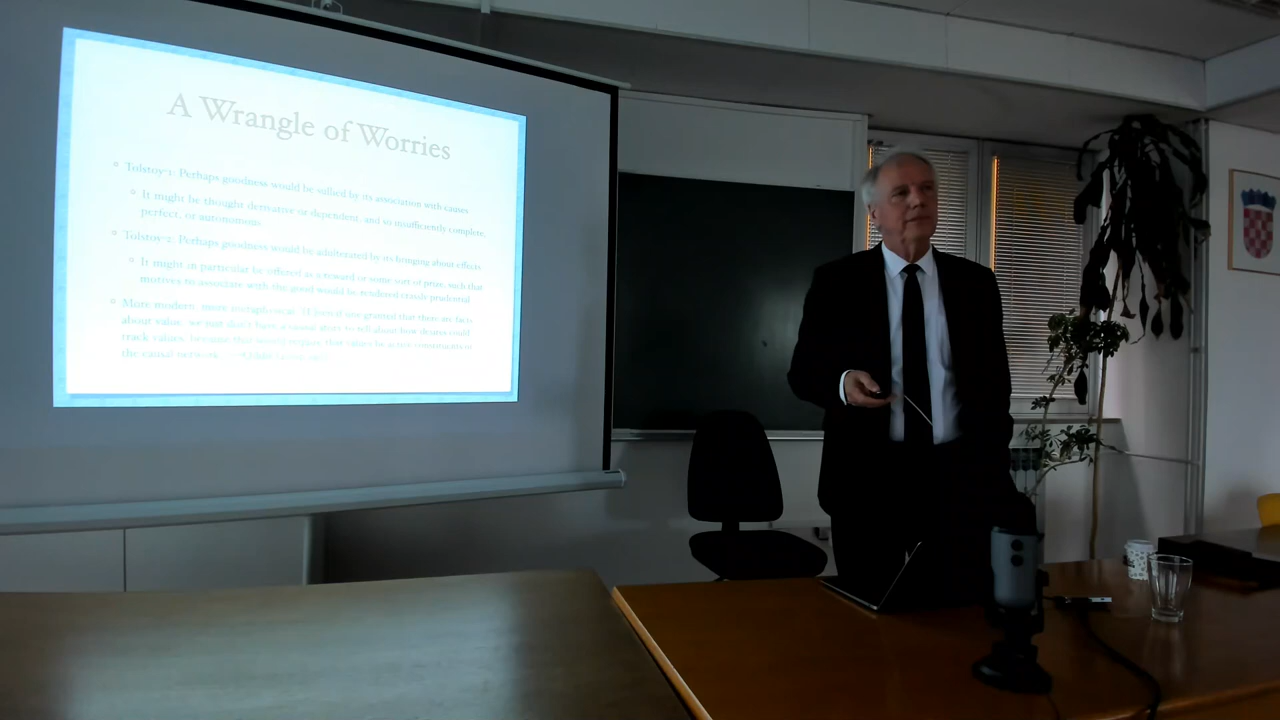 A Wrangle of Worries
Tolstoy-1: Perhaps goodness would be sullied by its association with causes
It might be thought derivative or dependent, and so insufficiently complete,
perfect, or autonomous
Tolstoy-2: Perhaps goodness would be adulterated by its bringing about effects
It might in particular be offered as a reward or some sort of prize, such that
motives to associate with the good would be rendered crassly prudential
More modern, more metaphysical: if it is granted that there are facts
about value, we may don't have a causal story to tell about how desires could
track values, because that would require that values be active constituents in
the causal network